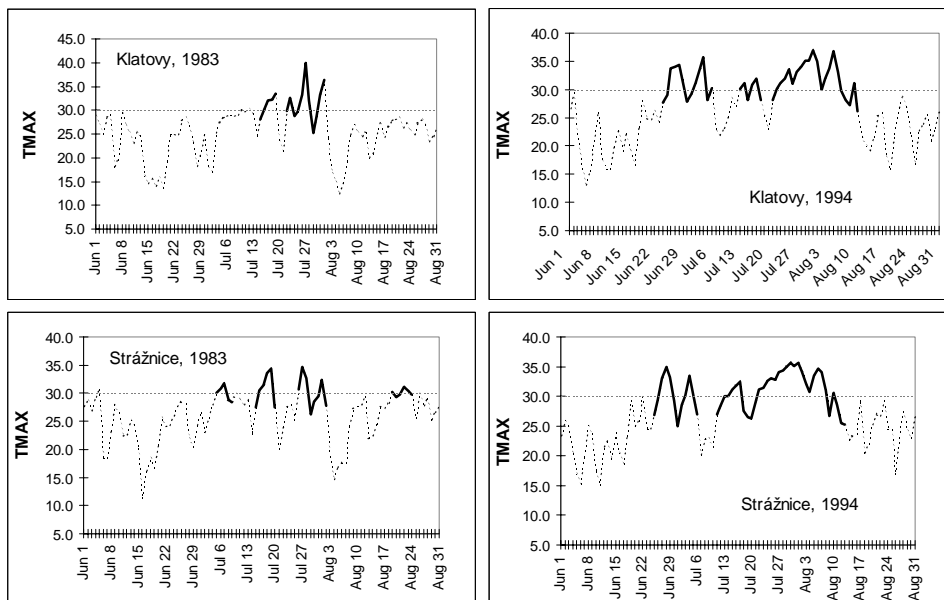 Klatovy, 1983
TMAX
45.0
40.0
35.0
30.0
25.0
20.0
15.0
10.0
5.0
Jun 1
Jun 8
Jun 15
Jun 22
Jun 29
Jul 6
Jul 13
Jul 20
Jul 27
Aug 3
Aug 10
Aug 17
Aug 24
Aug 31
Klatovy, 1994
TMAX
40.0
35.0
30.0
25.0
20.0
15.0
10.0
5.0
Jun 1
Jun 8
Jun 15
Jun 22
Jun 29
Jul 6
Jul 13
Jul 20
Jul 27
Aug 3
Aug 10
Aug 17
Aug 24
Aug 31
Strážnice, 1983
TMAX
40.0
35.0
30.0
25.0
20.0
15.0
10.0
5.0
Jun 1
Jun 8
Jun 15
Jun 22
Jun 29
Jul 6
Jul 13
Jul 20
Jul 27
Aug 3
Aug 10
Aug 17
Aug 24
Aug 31
Strážnice, 1994
TMAX
40.0
35.0
30.0
25.0
20.0
15.0
10.0
5.0
Jun 1
Jun 8
Jun 15
Jun 22
Jun 29
Jul 6
Jul 13
Jul 20
Jul 27
Aug 3
Aug 10
Aug 17
Aug 24
Aug 31